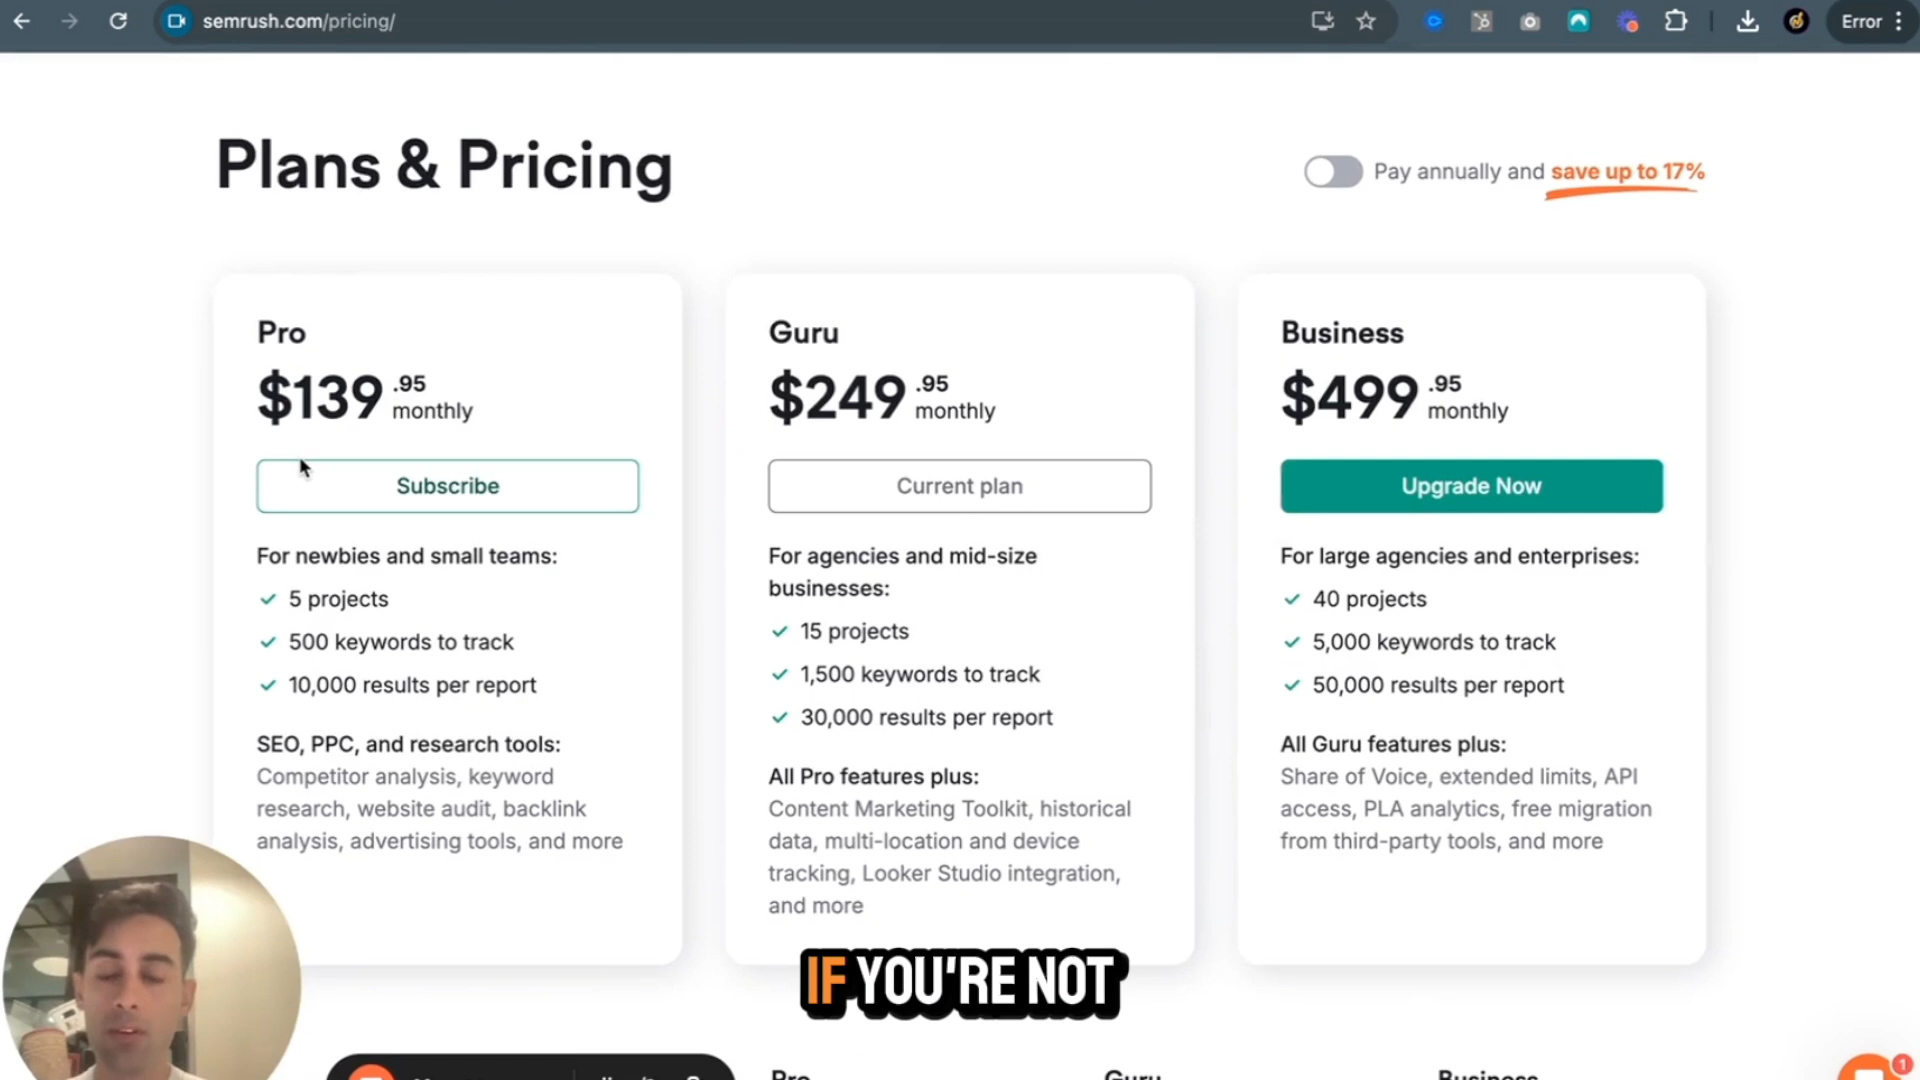 semrush.com/pricing/
Error
Plans & Pricing
Pay annually and save up to 17%
Pro
$139.95 monthly
Subscribe
For newbies and small teams:
5 projects
500 keywords to track
10,000 results per report
SEO, PPC, and research tools:
Competitor analysis, keyword
research, website audit, backlink
analysis, advertising tools, and more
Guru
$249.95 monthly
Current plan
For agencies and mid-size
businesses:
15 projects
1,500 keywords to track
30,000 results per report
All Pro features plus:
Content Marketing Toolkit, historical
data, multi-location and device
tracking, Looker Studio integration,
and more
Business
$499.95 monthly
Upgrade Now
For large agencies and enterprises:
40 projects
5,000 keywords to track
50,000 results per report
All Guru features plus:
Share of Voice, extended limits, API
access, PLA analytics, free migration
from third-party tools, and more
IF YOU'RE NOT
Pro Guru Business
1